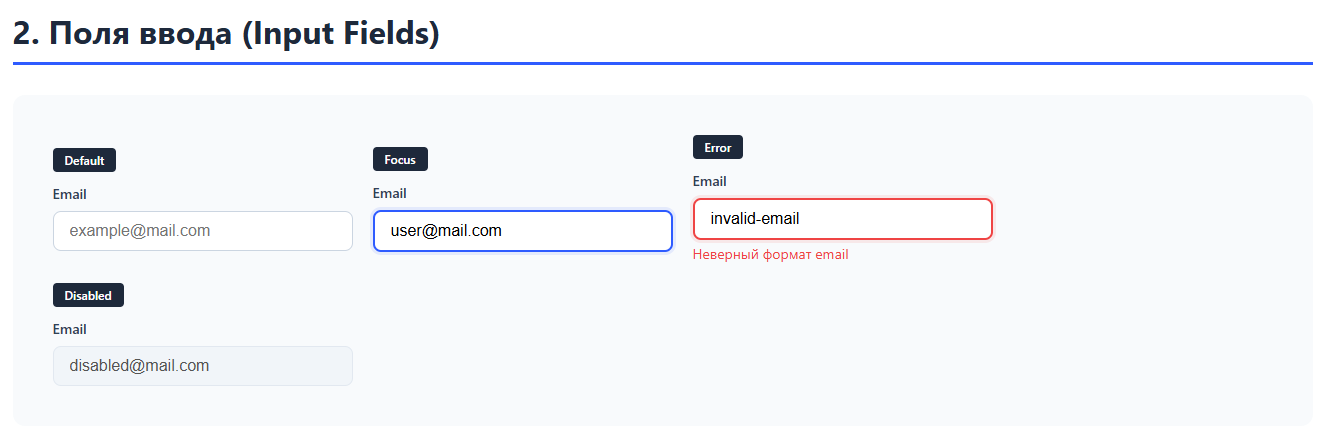 2. Поля ввода (Input Fields)
Default
Email
example@mail.com
Focus
Email
user@mail.com
Error
Email
invalid-email
Неверный формат email
Disabled
Email
disabled@mail.com